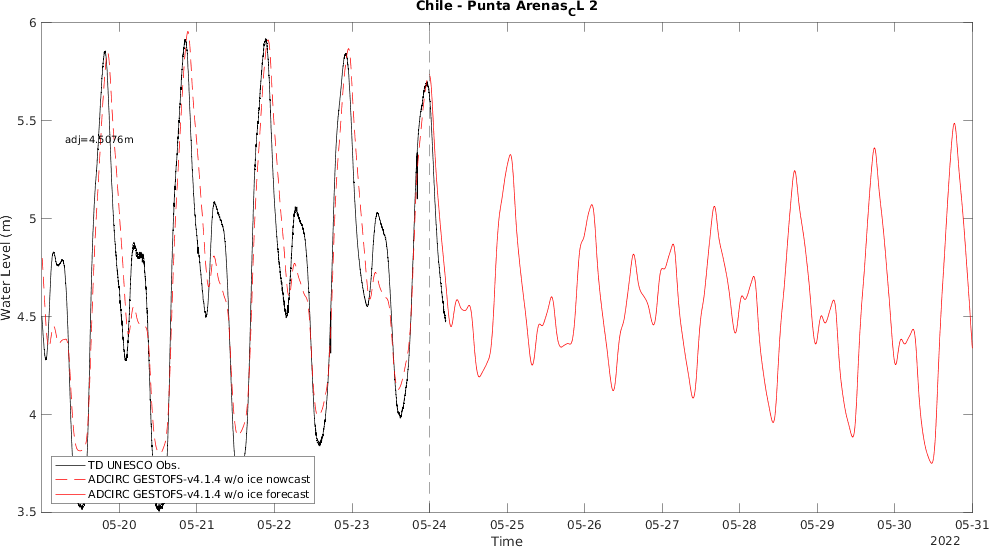 Chile - Punta Arenas_CL 2
6
5.5
adj=4.5076m
5
Water Level (m)
4.5
4
3.5
TD UNESCO Obs.
ADCIRC GESTOFS-v4.1.4 w/o ice nowcast
ADCIRC GESTOFS-v4.1.4 w/o ice forecast
05-20 05-21 05-22 05-23 05-24 05-25 05-26 05-27 05-28 05-29 05-30 05-31
Time
2022